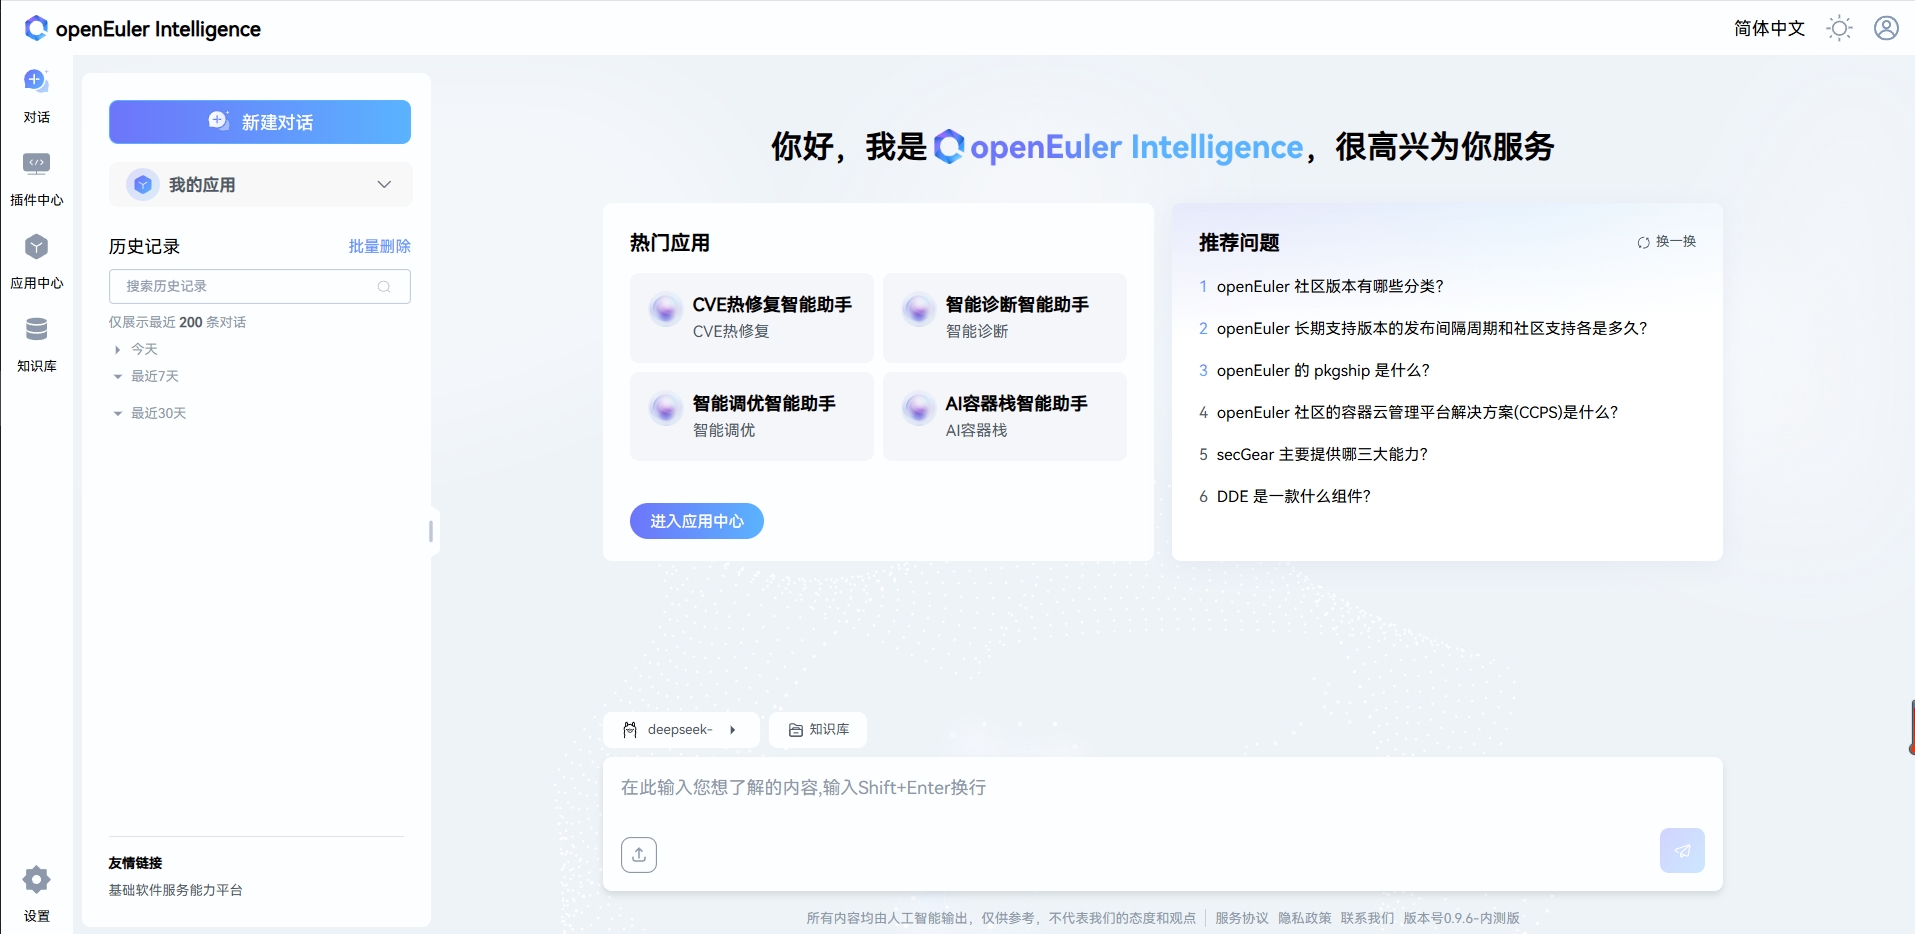 openEuler Intelligence
简体中文
对话
插件中心
应用中心
知识库
设置
新建对话
我的应用
历史记录
批量删除
搜索历史记录
仅展示最近 200 条对话
今天
最近7天
最近30天
友情链接
基础软件服务能力平台
你好，我是 openEuler Intelligence，很高兴为你服务
热门应用
CVE热修复智能助手
CVE热修复
智能诊断智能助手
智能诊断
智能调优智能助手
智能调优
AI容器栈智能助手
AI容器栈
进入应用中心
推荐问题
换一换
1 openEuler 社区版本有哪些分类？
2 openEuler 长期支持版本的发布间隔周期和社区支持各是多久？
3 openEuler 的 pkgship 是什么？
4 openEuler 社区的容器云管理平台解决方案(CCPS)是什么？
5 secGear 主要提供哪三大能力？
6 DDE 是一款什么组件？
deepseek-
知识库
在此输入您想了解的内容,输入Shift+Enter换行
所有内容均由人工智能输出，仅供参考，不代表我们的态度和观点
服务协议 隐私政策 联系我们 版本号0.9.6-内测版